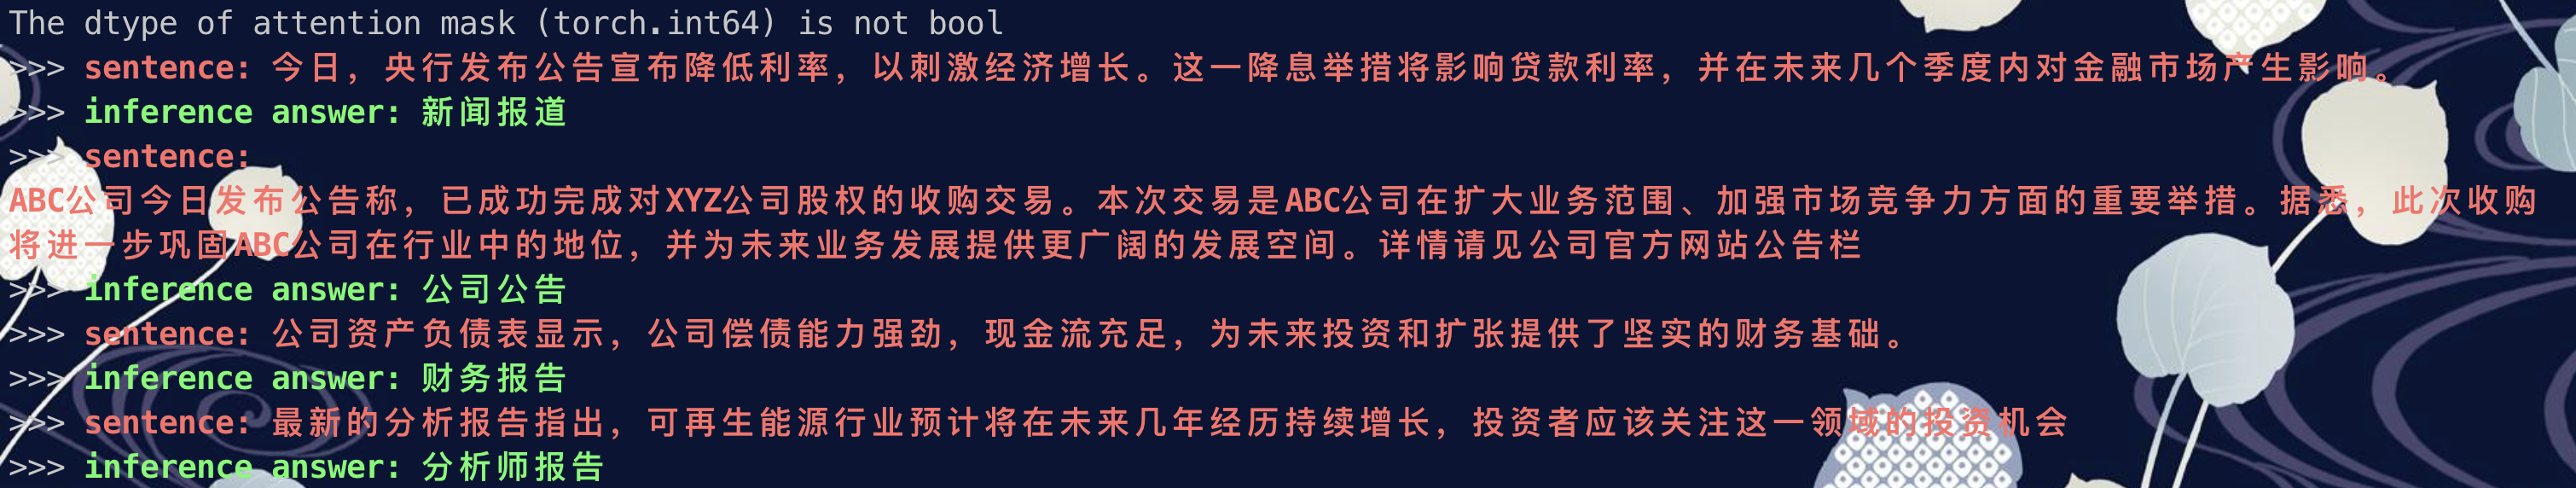 The dtype of attention mask (torch.int64) is not bool
>>> sentence: 今日，央行发布公告宣布降低利率，以刺激经济增长。这一降息举措将影响贷款利率，并在未来几个季度内对金融市场产生影响。
>>> inference answer: 新闻报道
>>> sentence:
ABC公司今日发布公告称，已成功完成对XYZ公司股权的收购交易。本次交易是ABC公司在扩大业务范围、加强市场竞争力方面的重要举措。据悉，此次收购
将进一步巩固ABC公司在行业中的地位，并为未来业务发展提供更广阔的发展空间。详情请见公司官方网站公告栏
>>> inference answer: 公司公告
>>> sentence: 公司资产负债表显示，公司偿债能力强劲，现金流充足，为未来投资和扩张提供了坚实的财务基础。
>>> inference answer: 财务报告
>>> sentence: 最新的分析报告指出，可再生能源行业预计将在未来几年经历持续增长，投资者应该关注这一领域的投资机会
>>> inference answer: 分析师报告